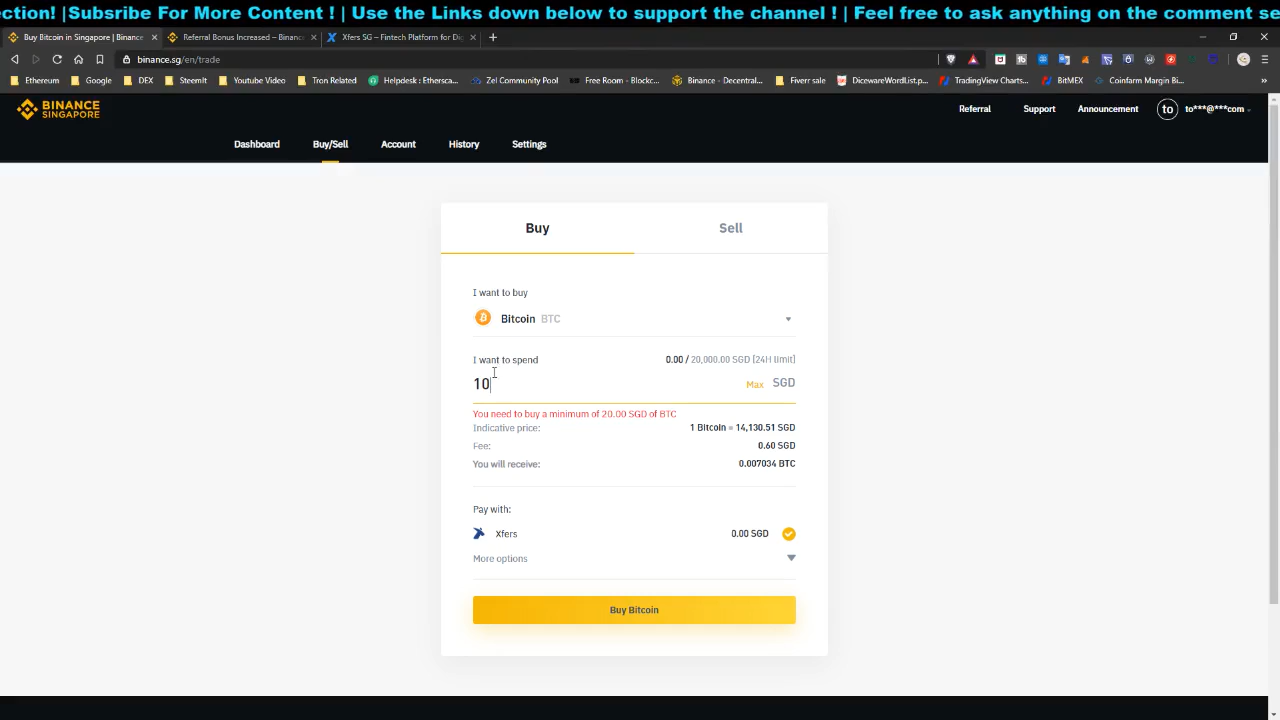 ection! |Subsribe For More Content ! | Use the Links down below to support the channel ! | Feel free to ask anything on the comment se
Buy Bitcoin in Singapore | Binance
Referral Bonus Increased – Binanc
Xfers SG – Fintech Platform for Dig
binance.sg/en/trade
Ethereum Google DEX SteemIt Youtube Video Tron Related Helpdesk : Ethersca... Zel Community Pool Free Room - Blockc... Binance - Decentral... Fiverr sale DicewareWordList.p... TradingView Charts... BitMEX Coinfarm Margin Bi... »
BINANCE
SINGAPORE
Referral Support Announcement to to***@***com
Dashboard Buy/Sell Account History Settings
Buy Sell
I want to buy
Bitcoin BTC
I want to spend 0.00 / 20,000.00 SGD [24H limit]
10 Max SGD
You need to buy a minimum of 20.00 SGD of BTC
Indicative price: 1 Bitcoin ≈ 14,130.51 SGD
Fee: 0.60 SGD
You will receive: 0.007034 BTC
Pay with:
Xfers 0.00 SGD
More options
Buy Bitcoin